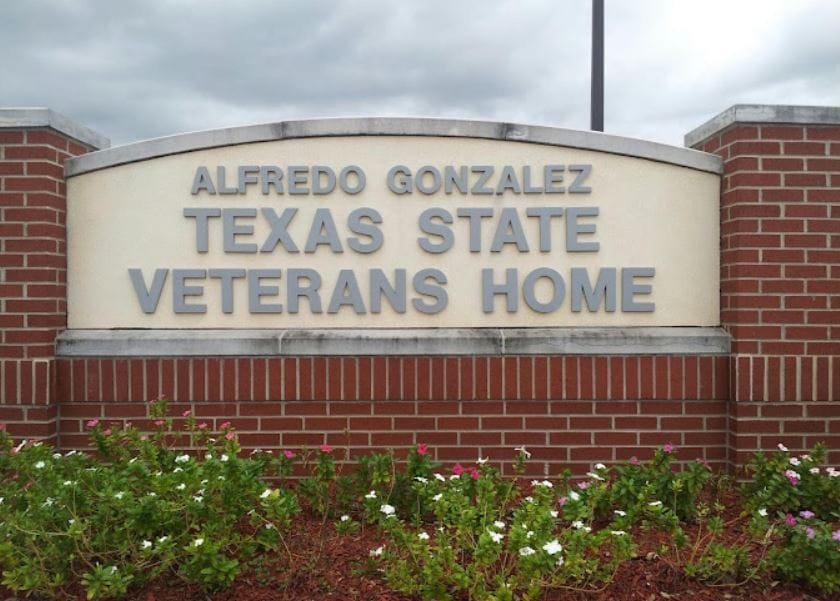 ALFREDO GONZALEZ
TEXAS STATE
VETERANS HOME